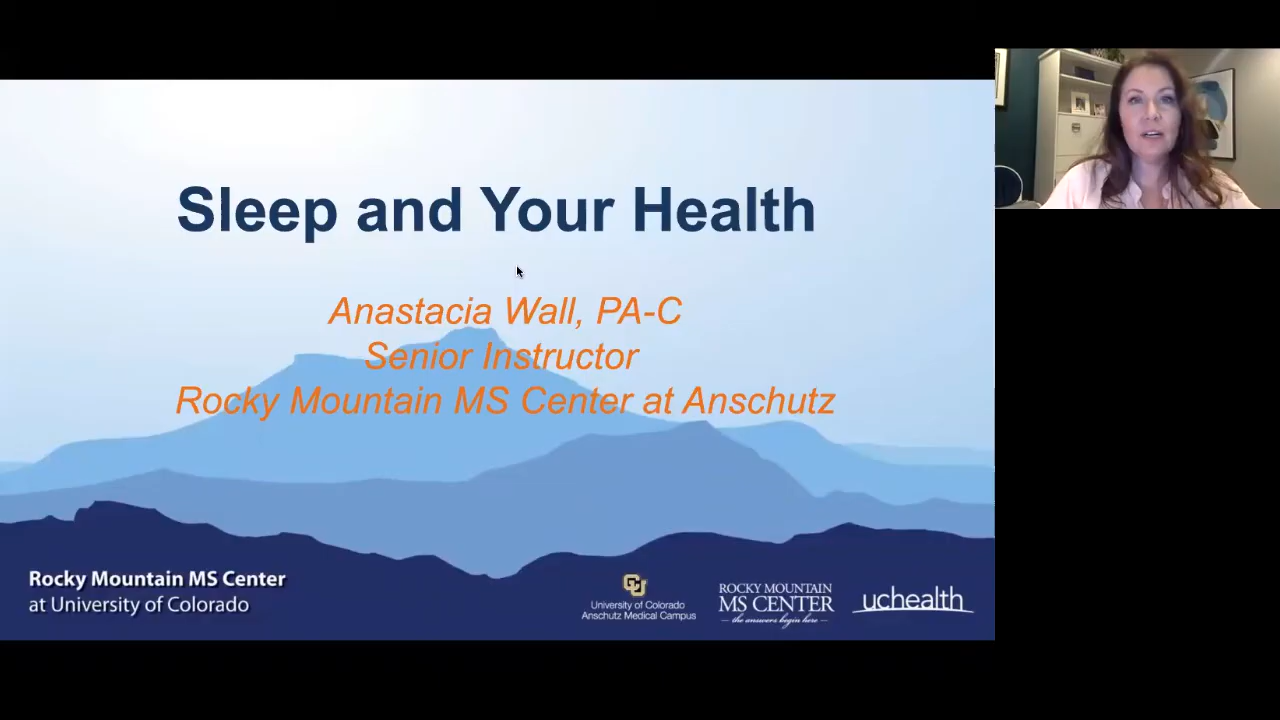 Sleep and Your Health
Anastacia Wall, PA-C
Senior Instructor
Rocky Mountain MS Center at Anschutz
Rocky Mountain MS Center
at University of Colorado
CU
University of Colorado
Anschutz Medical Campus
ROCKY MOUNTAIN
MS CENTER
the answers begin here
uchealth